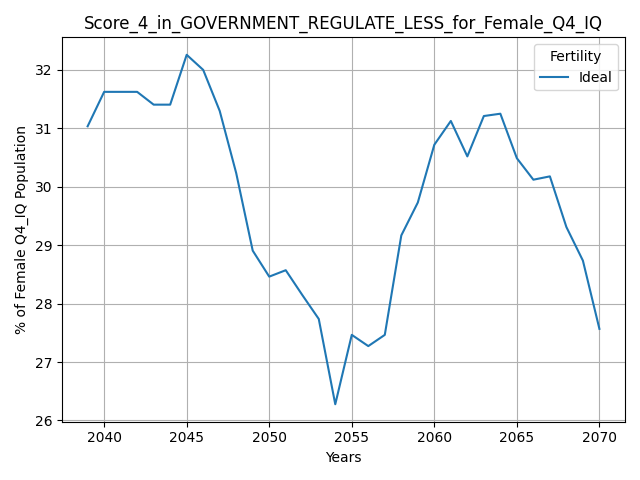 Score_4_in_GOVERNMENT_REGULATE_LESS_for_Female_Q4_IQ
Fertility
Ideal
% of Female Q4_IQ Population
32
31
30
29
28
27
26
2040 2045 2050 2055 2060 2065 2070
Years